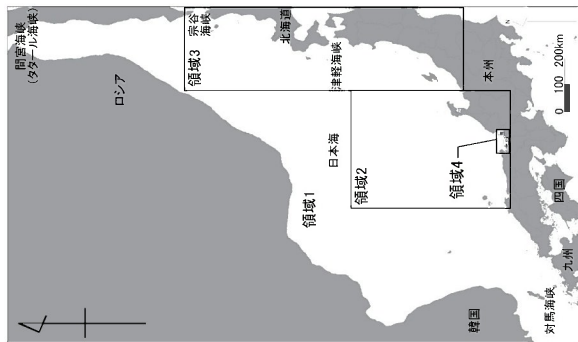 間宮海峡
(タタール海峡)
ロシア
宗谷
海峡
領域3
北海道
津軽海峡
本州
日本海
領域1
領域2
領域4
四国
九州
対馬海峡
韓国
0 100 200km
N